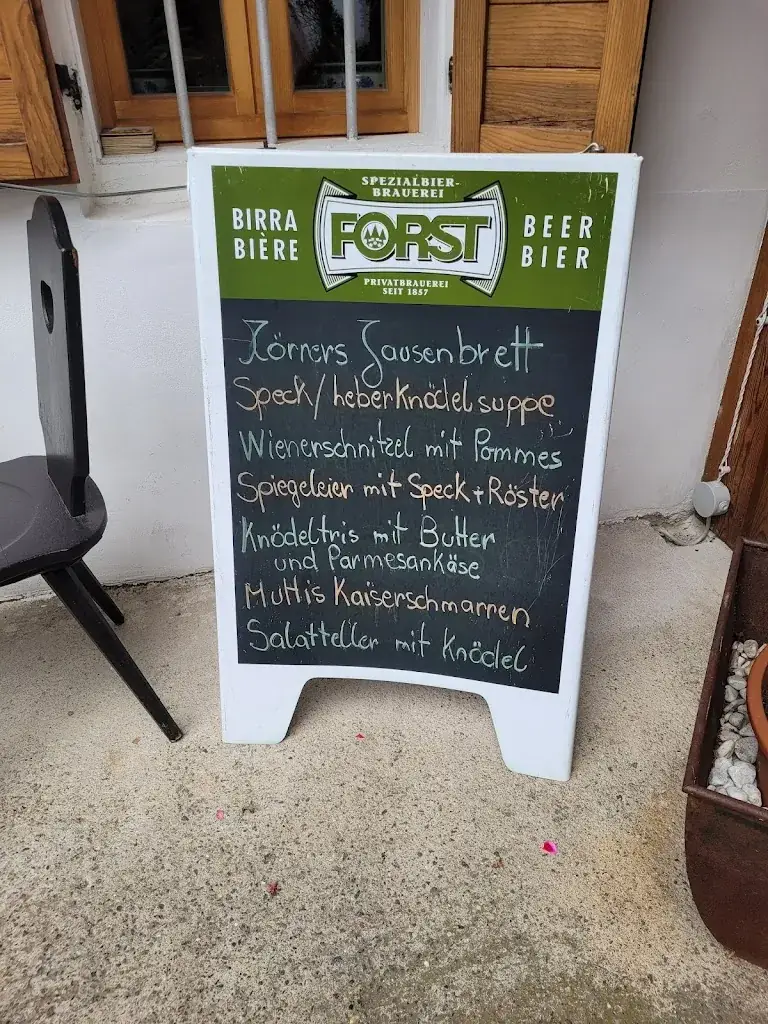 SPEZIALBIER-
BRAUEREI
BIRRA
BIÈRE
FORST
BEER
BIER
PRIVATBRAUEREI
SEIT 1857
Körners Jausenbrett
Speck/Leberknödelsuppe
Wienerschnitzel mit Pommes
Spiegeleier mit Speck + Röster
Knödeltris mit Butter
und Parmesankäse
Muttis Kaiserschmarren
Salatteller mit Knödel